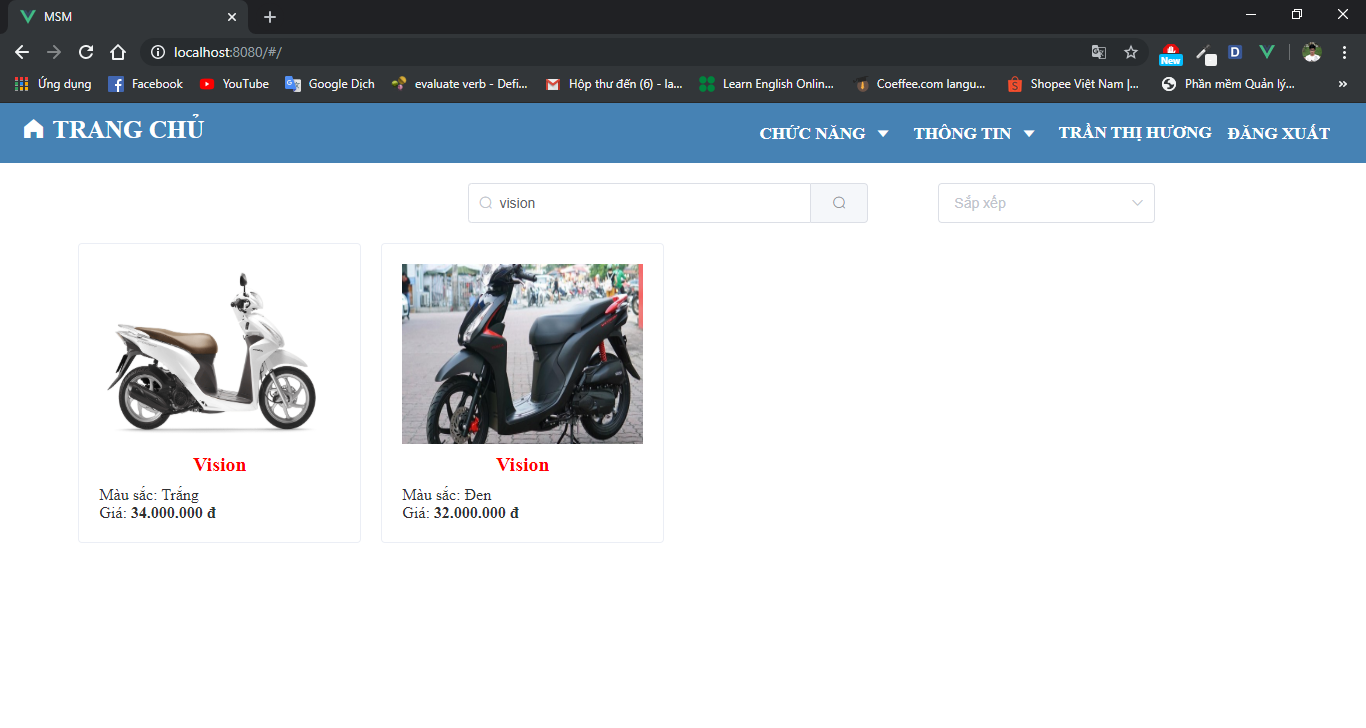 MSM
localhost:8080/#/
New
D
Ứng dụng
Facebook
YouTube
Google Dịch
evaluate verb - Defi...
Hộp thư đến (6) - la...
Learn English Onlin...
Coeffee.com langu...
Shopee Việt Nam |...
Phần mềm Quản lý...
»
TRANG CHỦ
CHỨC NĂNG
THÔNG TIN
TRẦN THỊ HƯƠNG
ĐĂNG XUẤT
vision
Sắp xếp
Vision
Màu sắc: Trắng
Giá: 34.000.000 đ
Vision
Màu sắc: Đen
Giá: 32.000.000 đ